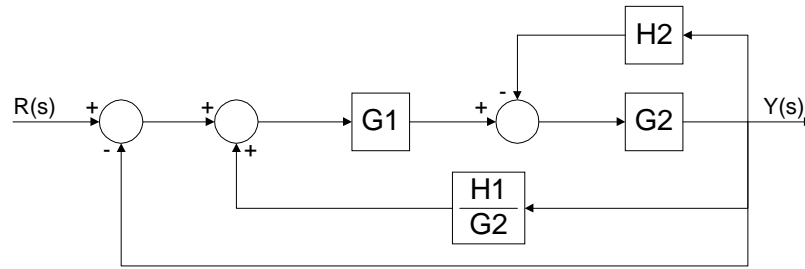 H2
-
R(s)
+
+
G1
+
G2
Y(s)
-
+
H1
G2